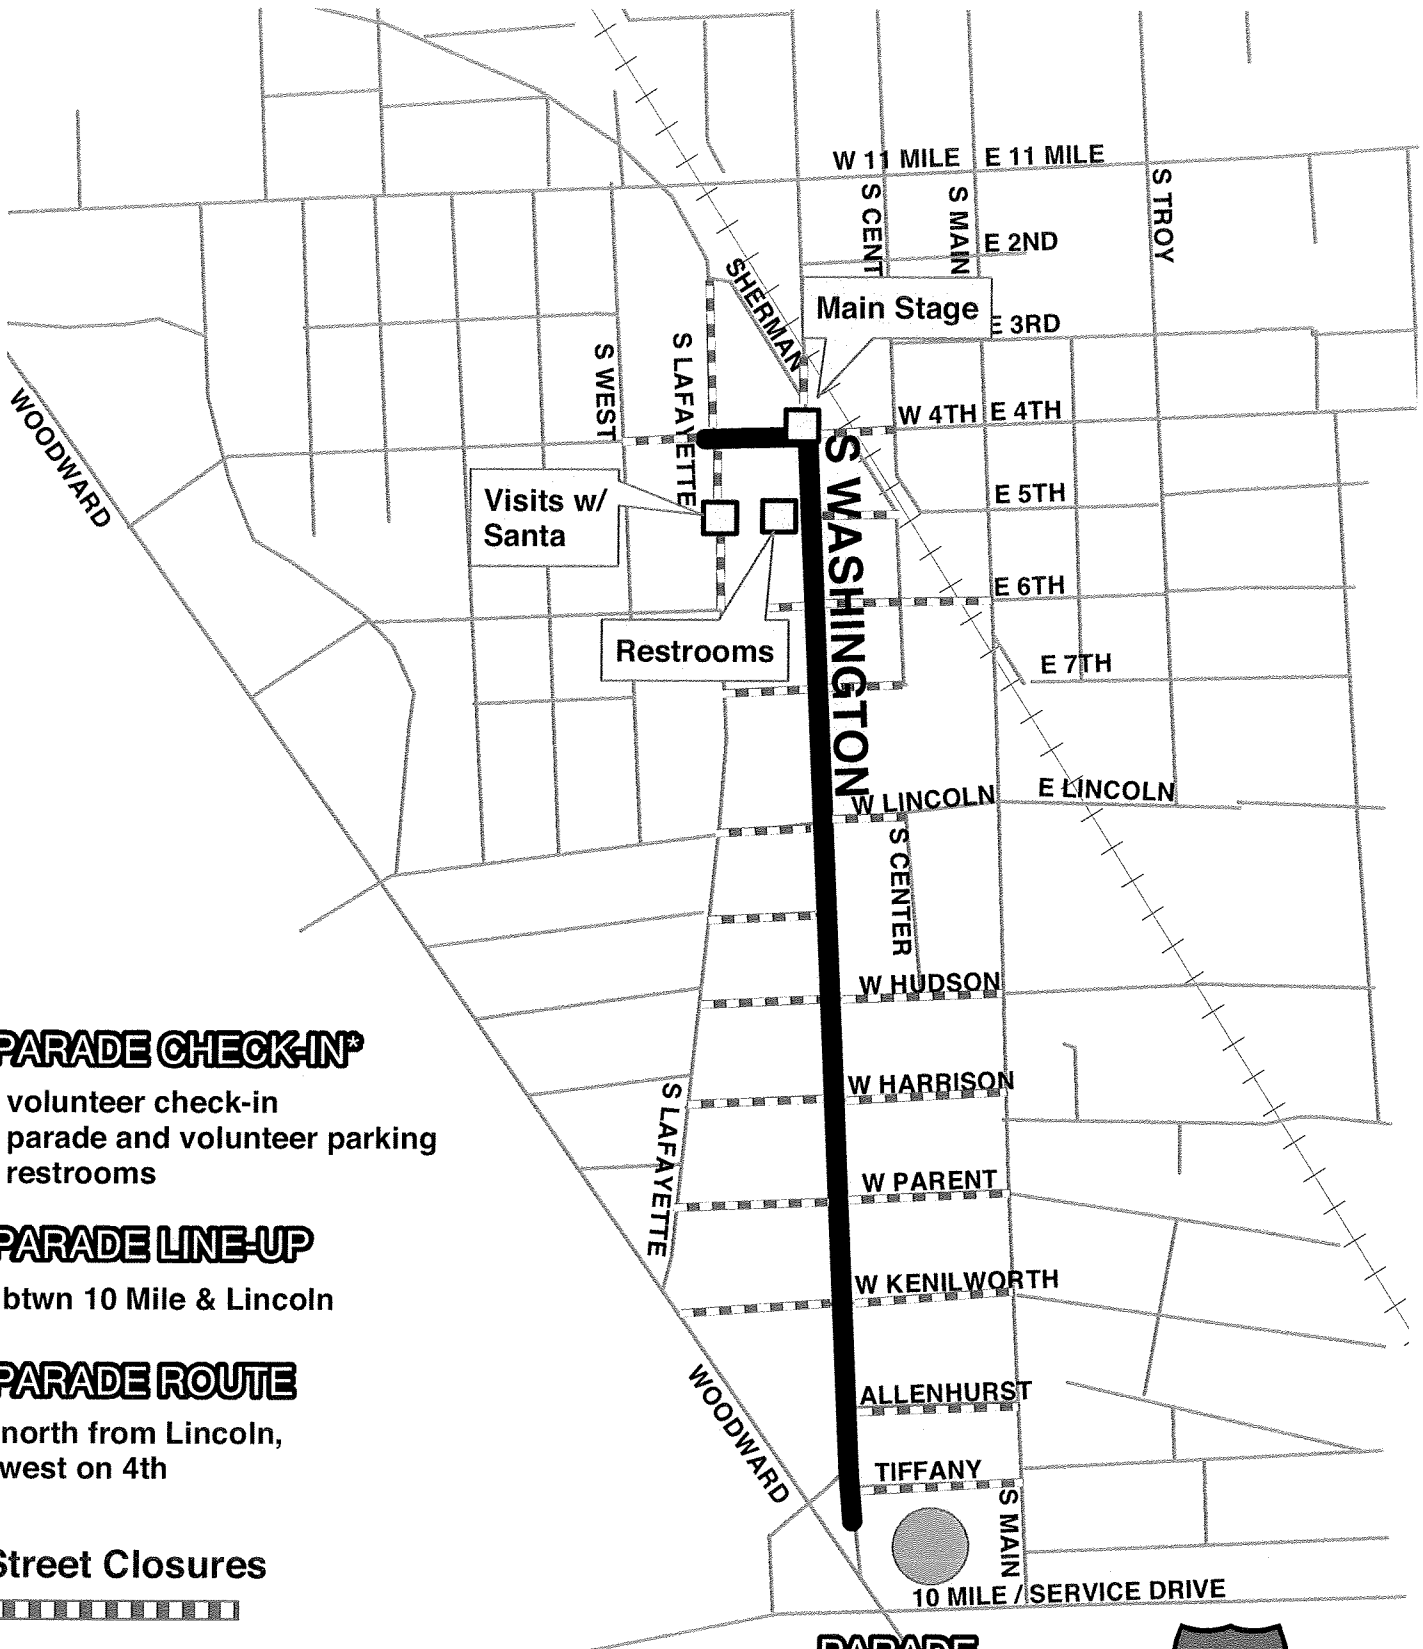 W 11 MILE
E 11 MILE
S CENT
S MAIN
S TROY
E 2ND
SHERMAN
Main Stage
E 3RD
S WEST
S LAFAYETTE
WOODWARD
W 4TH
E 4TH
S WASHINGTON
Visits w/
Santa
E 5TH
E 6TH
Restrooms
E 7TH
W LINCOLN
E LINCOLN
S CENTER
W HUDSON
PARADE CHECK-IN*
volunteer check-in
parade and volunteer parking
restrooms
W HARRISON
S LAFAYETTE
W PARENT
PARADE LINE-UP
btwn 10 Mile & Lincoln
W KENILWORTH
PARADE ROUTE
north from Lincoln,
west on 4th
WOODWARD
ALLENHURST
TIFFANY
S MAIN
Street Closures
10 MILE / SERVICE DRIVE
PARADE